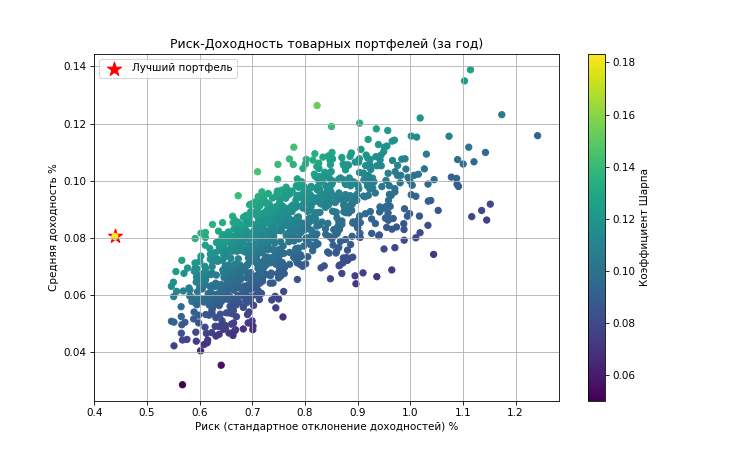 Риск-Доходность товарных портфелей (за год)
Лучший портфель
Средняя доходность %
0.14
0.12
0.10
0.08
0.06
0.04
0.4 0.5 0.6 0.7 0.8 0.9 1.0 1.1 1.2
Риск (стандартное отклонение доходностей) %
0.18
0.16
0.14
0.12
0.10
0.08
0.06
Коэффициент Шарпа